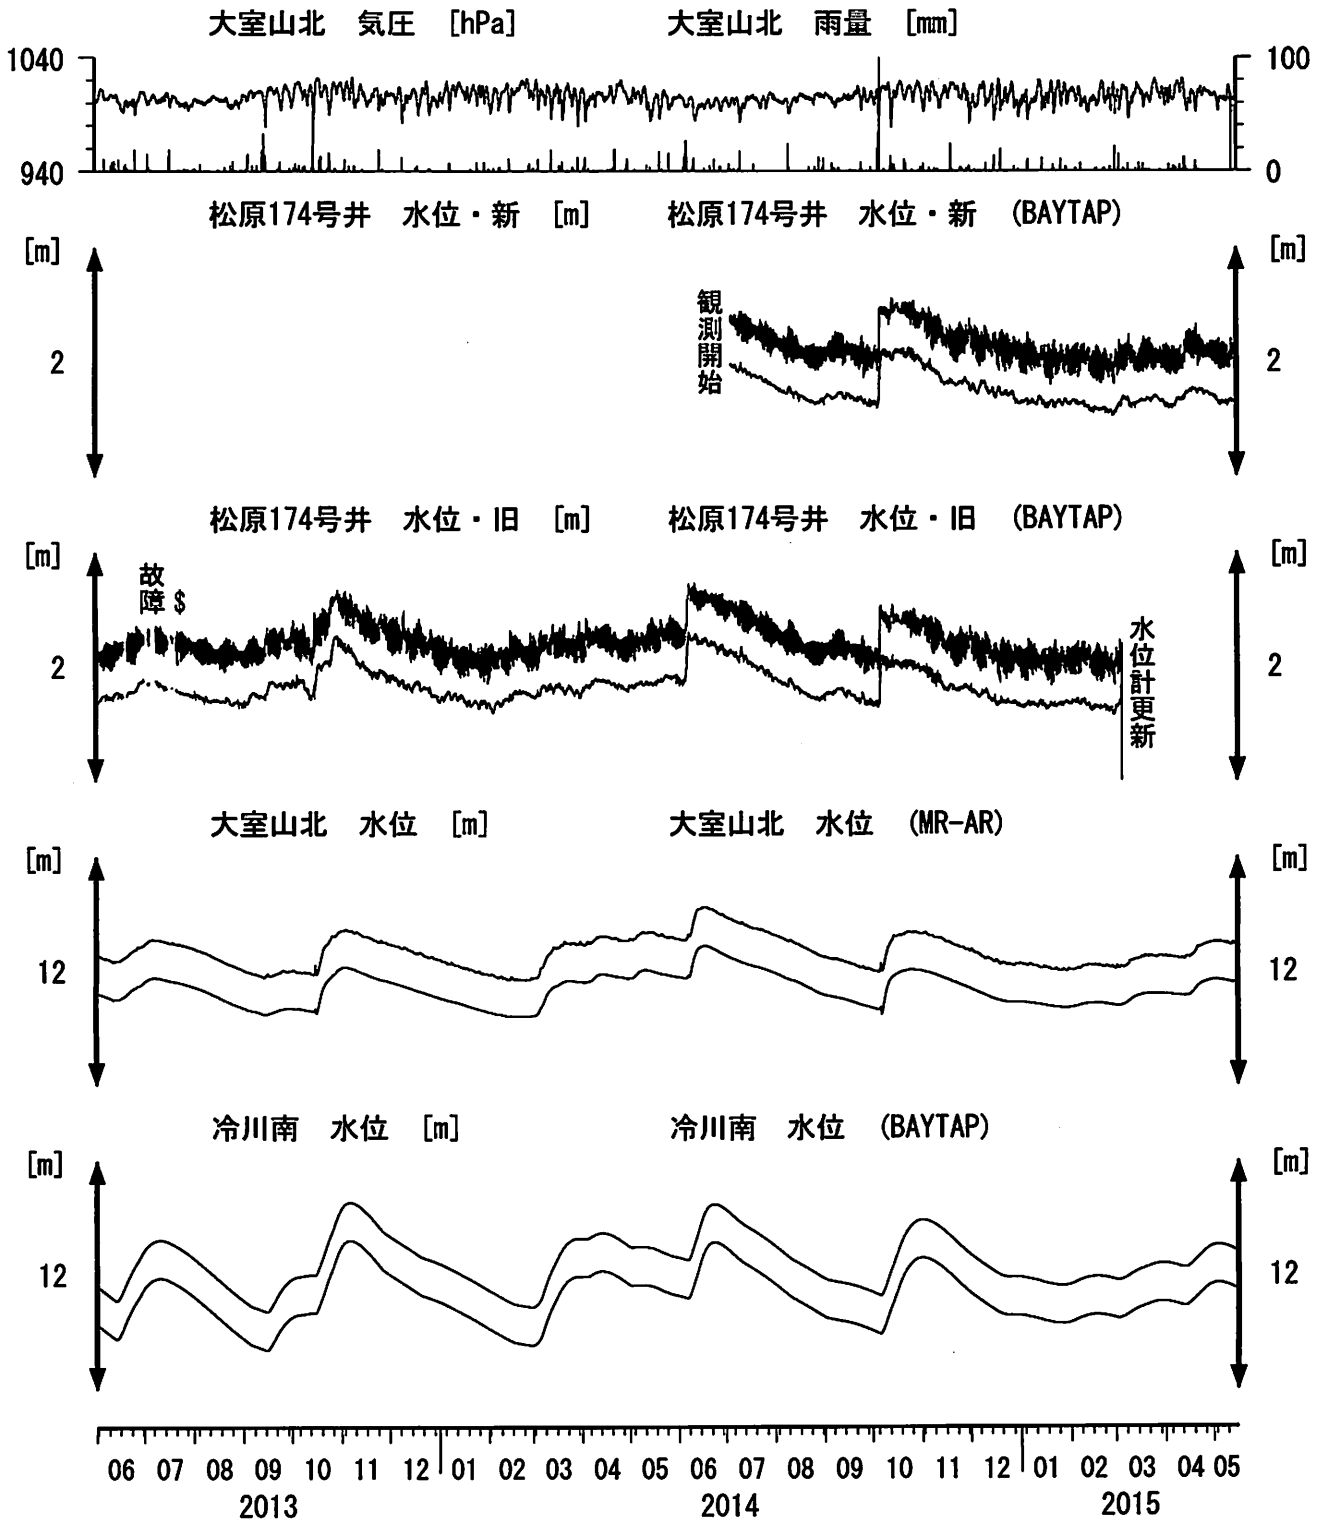 大室山北 気圧 [hPa] 大室山北 雨量 [mm]
1040 100
940 0
松原174号井 水位・新 [m] 松原174号井 水位・新 (BAYTAP)
[m] [m]
観測開始
2 2
松原174号井 水位・旧 [m] 松原174号井 水位・旧 (BAYTAP)
[m] [m]
故障 $
水位計更新
2 2
大室山北 水位 [m] 大室山北 水位 (MR-AR)
[m] [m]
12 12
冷川南 水位 [m] 冷川南 水位 (BAYTAP)
[m] [m]
12 12
06 07 08 09 10 11 12 01 02 03 04 05 06 07 08 09 10 11 12 01 02 03 04 05
2013 2014 2015